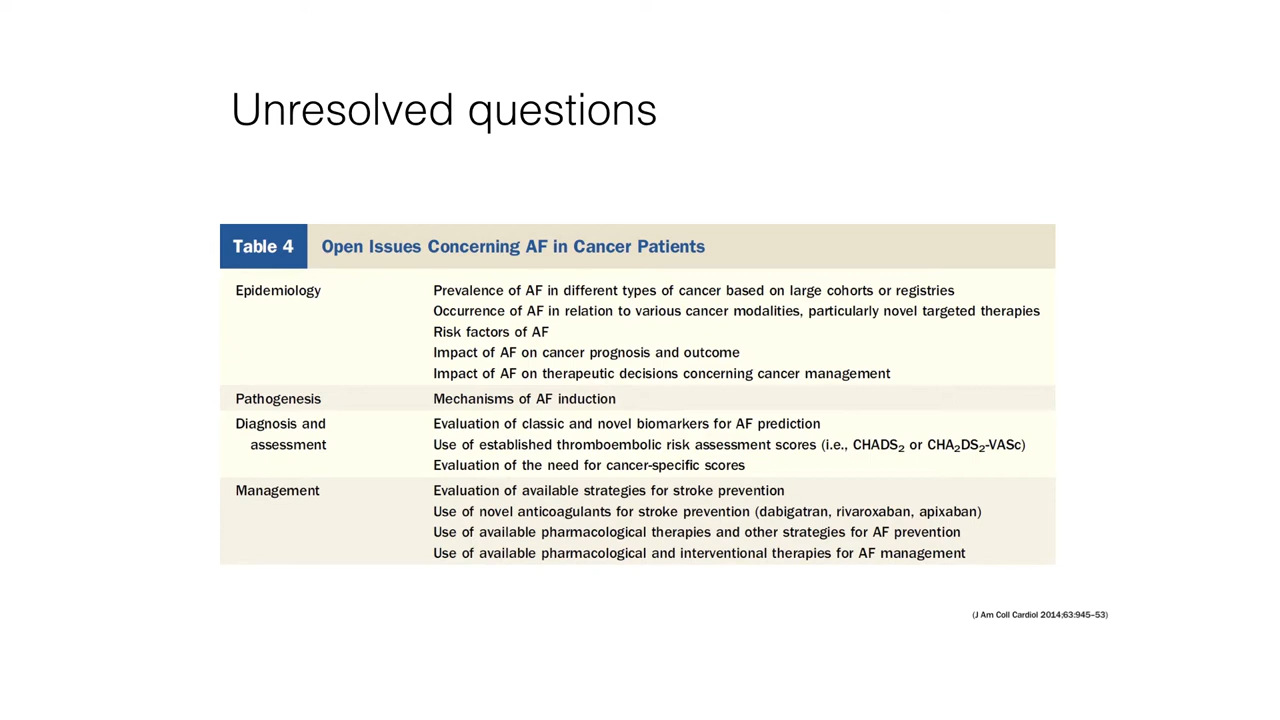 Unresolved questions
Table 4 Open Issues Concerning AF in Cancer Patients
Epidemiology Prevalence of AF in different types of cancer based on large cohorts or registries
Occurrence of AF in relation to various cancer modalities, particularly novel targeted therapies
Risk factors of AF
Impact of AF on cancer prognosis and outcome
Impact of AF on therapeutic decisions concerning cancer management
Pathogenesis Mechanisms of AF induction
Diagnosis and Evaluation of classic and novel biomarkers for AF prediction
assessment Use of established thromboembolic risk assessment scores (i.e., CHADS₂ or CHA₂DS₂-VASc)
Evaluation of the need for cancer-specific scores
Management Evaluation of available strategies for stroke prevention
Use of novel anticoagulants for stroke prevention (dabigatran, rivaroxaban, apixaban)
Use of available pharmacological therapies and other strategies for AF prevention
Use of available pharmacological and interventional therapies for AF management
(J Am Coll Cardiol 2014;63:945–53)